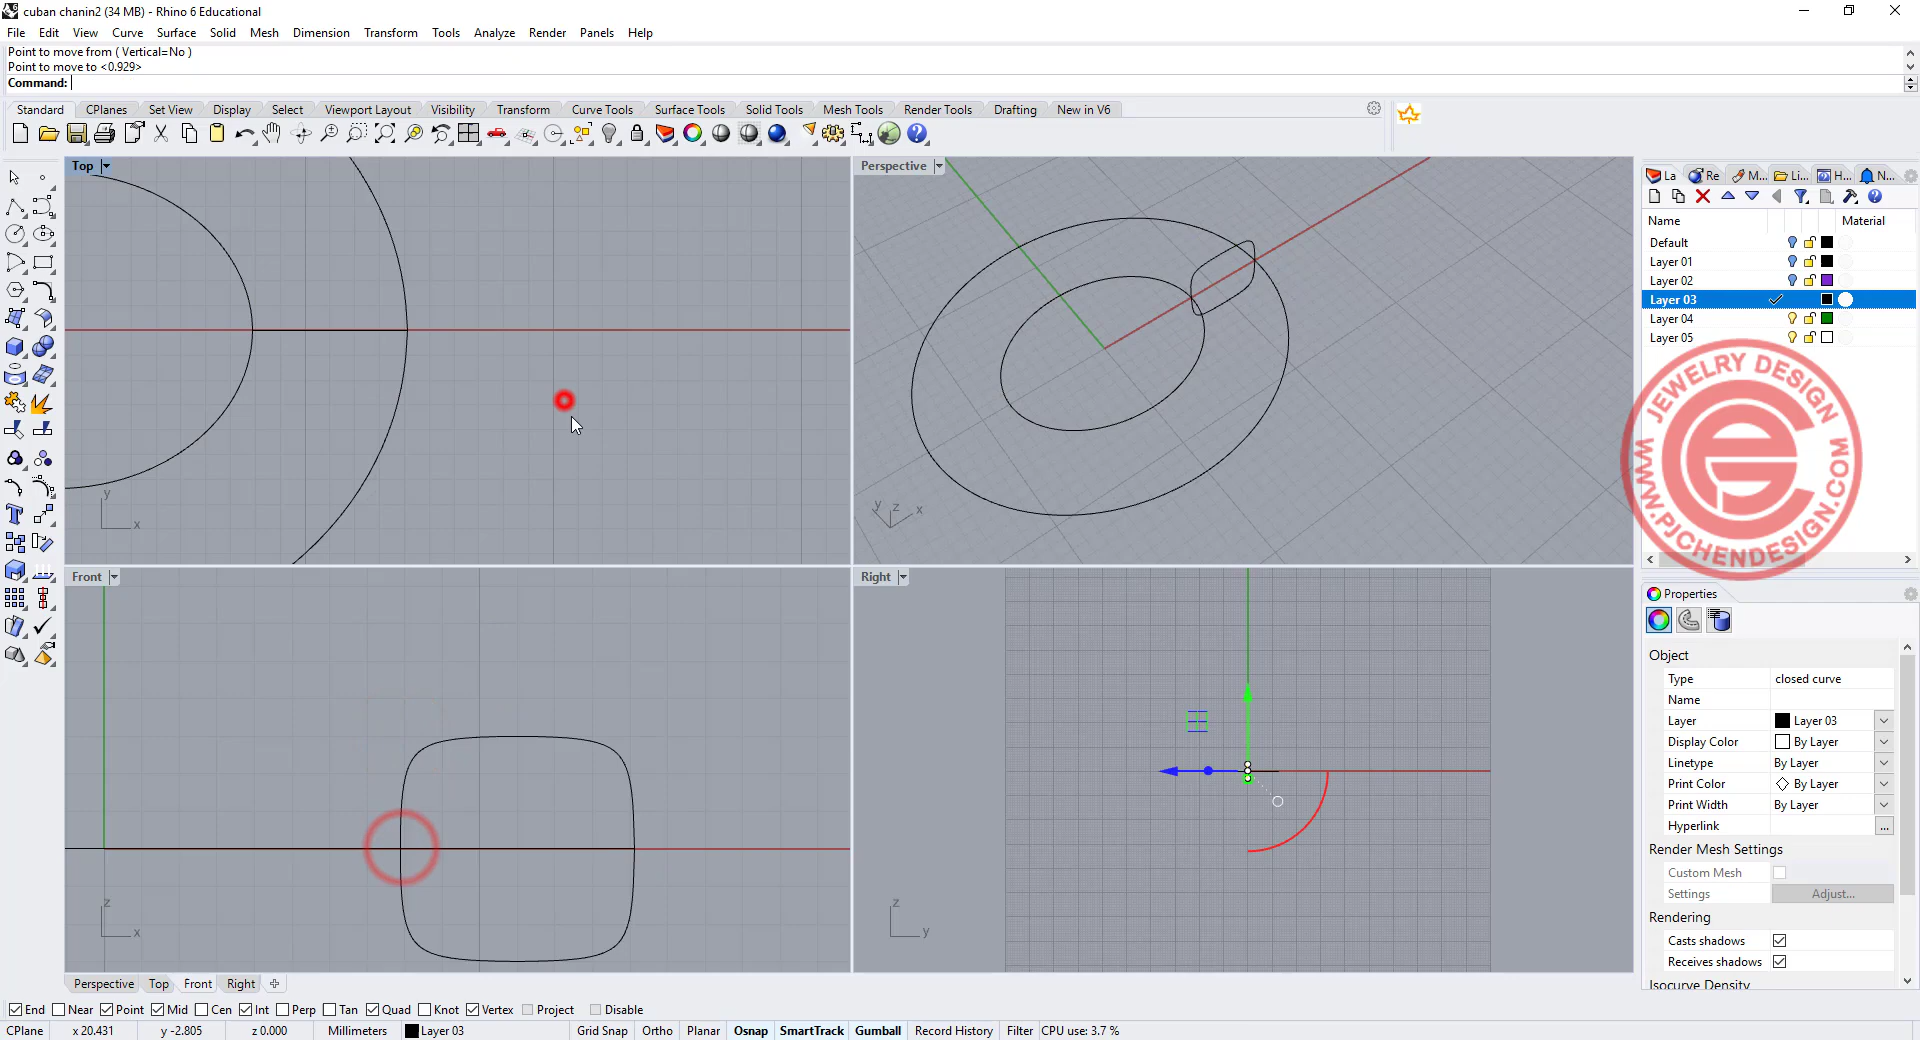 cuban chanin2 (34 MB) - Rhino 6 Educational
File Edit View Curve Surface Solid Mesh Dimension Transform Tools Analyze Render Panels Help
Point to move from ( Vertical=No )
Point to move to <0.929>
Command:
Standard CPlanes Set View Display Select Viewport Layout Visibility Transform Curve Tools Surface Tools Solid Tools Mesh Tools Render Tools Drafting New in V6
Top
Perspective
La Re M... Li... H... N...
Name Material
Default
Layer 01
Layer 02
Layer 03
Layer 04
Layer 05
JEWELRY DESIGN
WWW.PJCHENDESIGN.COM
y x
y z x
Front
Right
Properties
Object
Type closed curve
Name
Layer Layer 03
Display Color By Layer
Linetype By Layer
Print Color By Layer
Print Width By Layer
Hyperlink ...
Render Mesh Settings
Custom Mesh
Settings Adjust...
Rendering
Casts shadows
Receives shadows
Isocurve Density
z x
z y
Perspective Top Front Right
End Near Point Mid Cen Int Perp Tan Quad Knot Vertex Project Disable
CPlane x 20.431 y -2.805 z 0.000 Millimeters Layer 03 Grid Snap Ortho Planar Osnap SmartTrack Gumball Record History Filter CPU use: 3.7 %